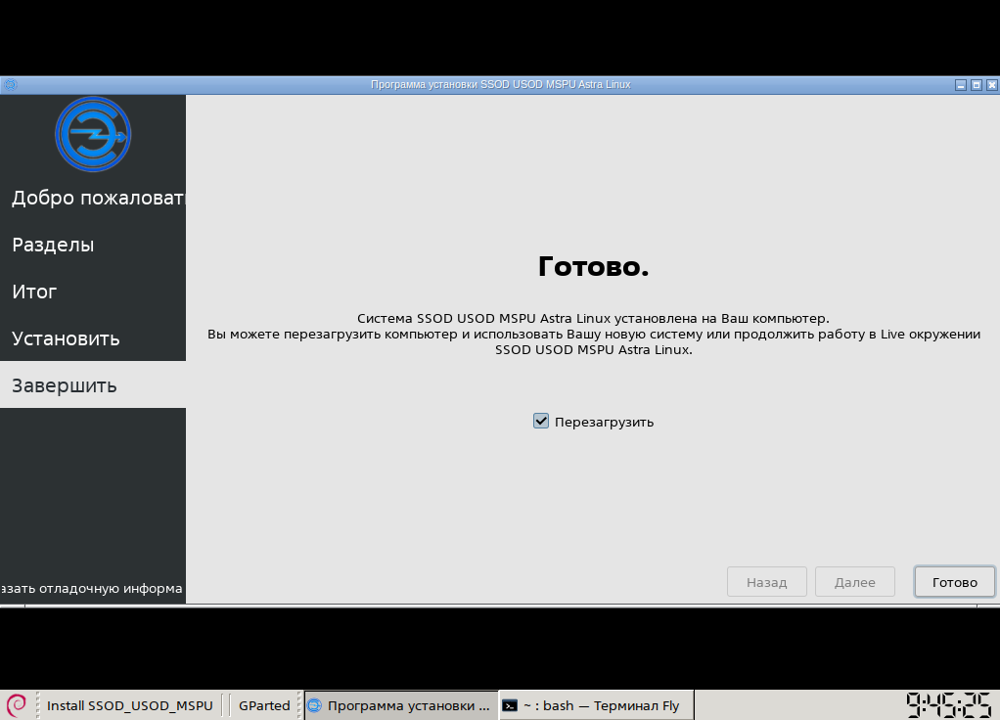 Программа установки SSOD USOD MSPU Astra Linux
Добро пожаловать
Разделы
Итог
Установить
Завершить
азать отладочную информа
Готово.
Система SSOD USOD MSPU Astra Linux установлена на Ваш компьютер.
Вы можете перезагрузить компьютер и использовать Вашу новую систему или продолжить работу в Live окружении
SSOD USOD MSPU Astra Linux.
Перезагрузить
Назад
Далее
Готово
Install SSOD_USOD_MSPU
GParted
Программа установки ...
~ : bash — Терминал Fly
9:45:25